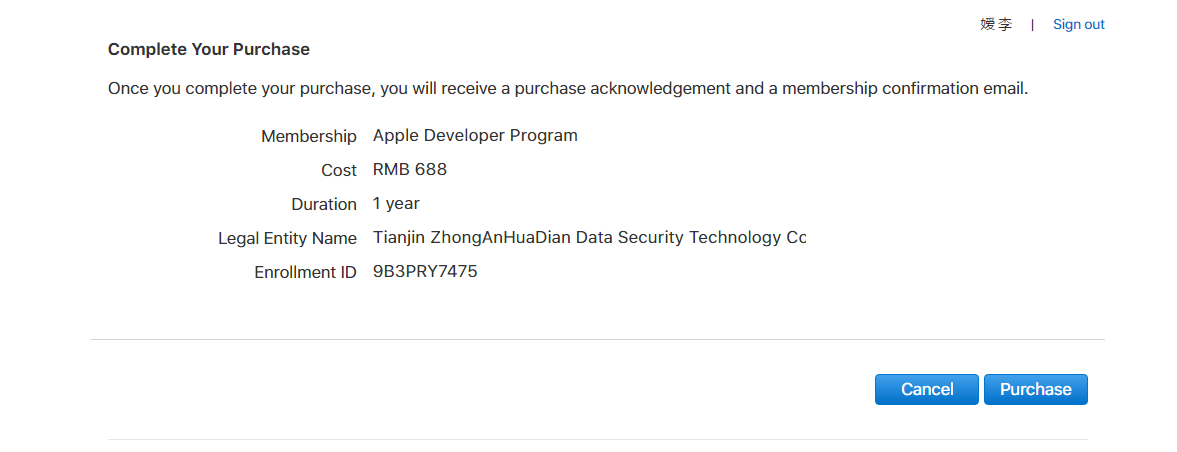 嫒 李 | Sign out
Complete Your Purchase
Once you complete your purchase, you will receive a purchase acknowledgement and a membership confirmation email.
Membership Apple Developer Program
Cost RMB 688
Duration 1 year
Legal Entity Name Tianjin ZhongAnHuaDian Data Security Technology Co
Enrollment ID 9B3PRY7475
Cancel Purchase